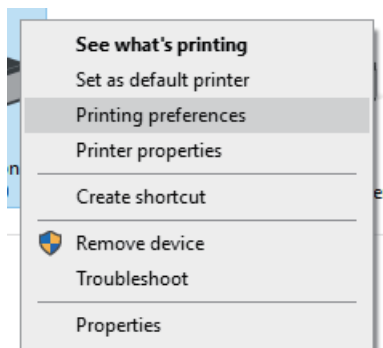 See what's printing
Set as default printer
Printing preferences
Printer properties
Create shortcut
Remove device
Troubleshoot
Properties